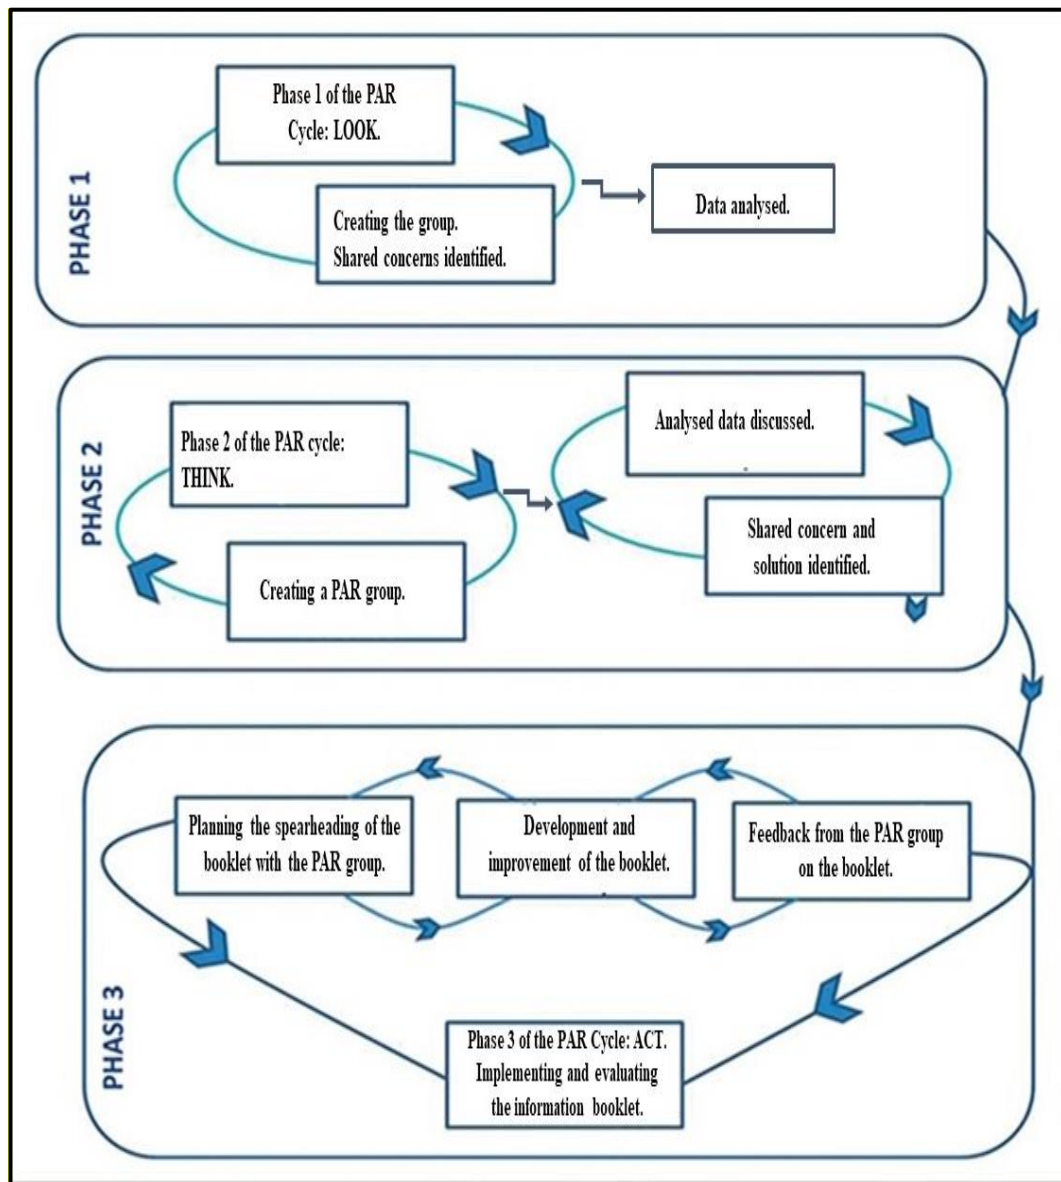 PHASE 1
Phase 1 of the PAR
Cycle: LOOK.
Creating the group.
Shared concerns identified.
Data analysed.
PHASE 2
Phase 2 of the PAR cycle:
THINK.
Creating a PAR group.
Analysed data discussed.
Shared concern and
solution identified.
PHASE 3
Planning the spearheading of the
booklet with the PAR group.
Development and
improvement of the booklet.
Feedback from the PAR group
on the booklet.
Phase 3 of the PAR Cycle: ACT.
Implementing and evaluating
the information booklet.